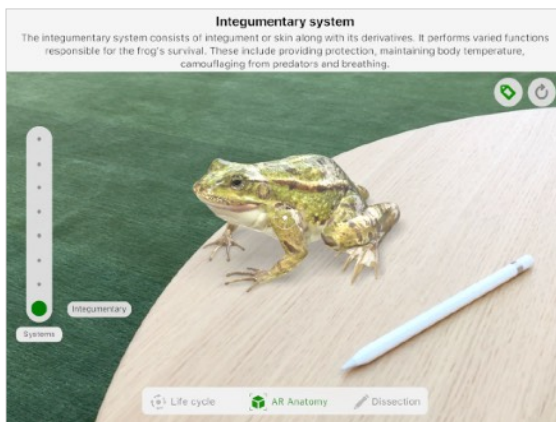 Integumentary system
The integumentary system consists of integument or skin along with its derivatives. It performs varied functions
responsible for the frog's survival. These include providing protection, maintaining body temperature,
camouflaging from predators and breathing.
Integumentary
Systems
Life cycle
AR Anatomy
Dissection